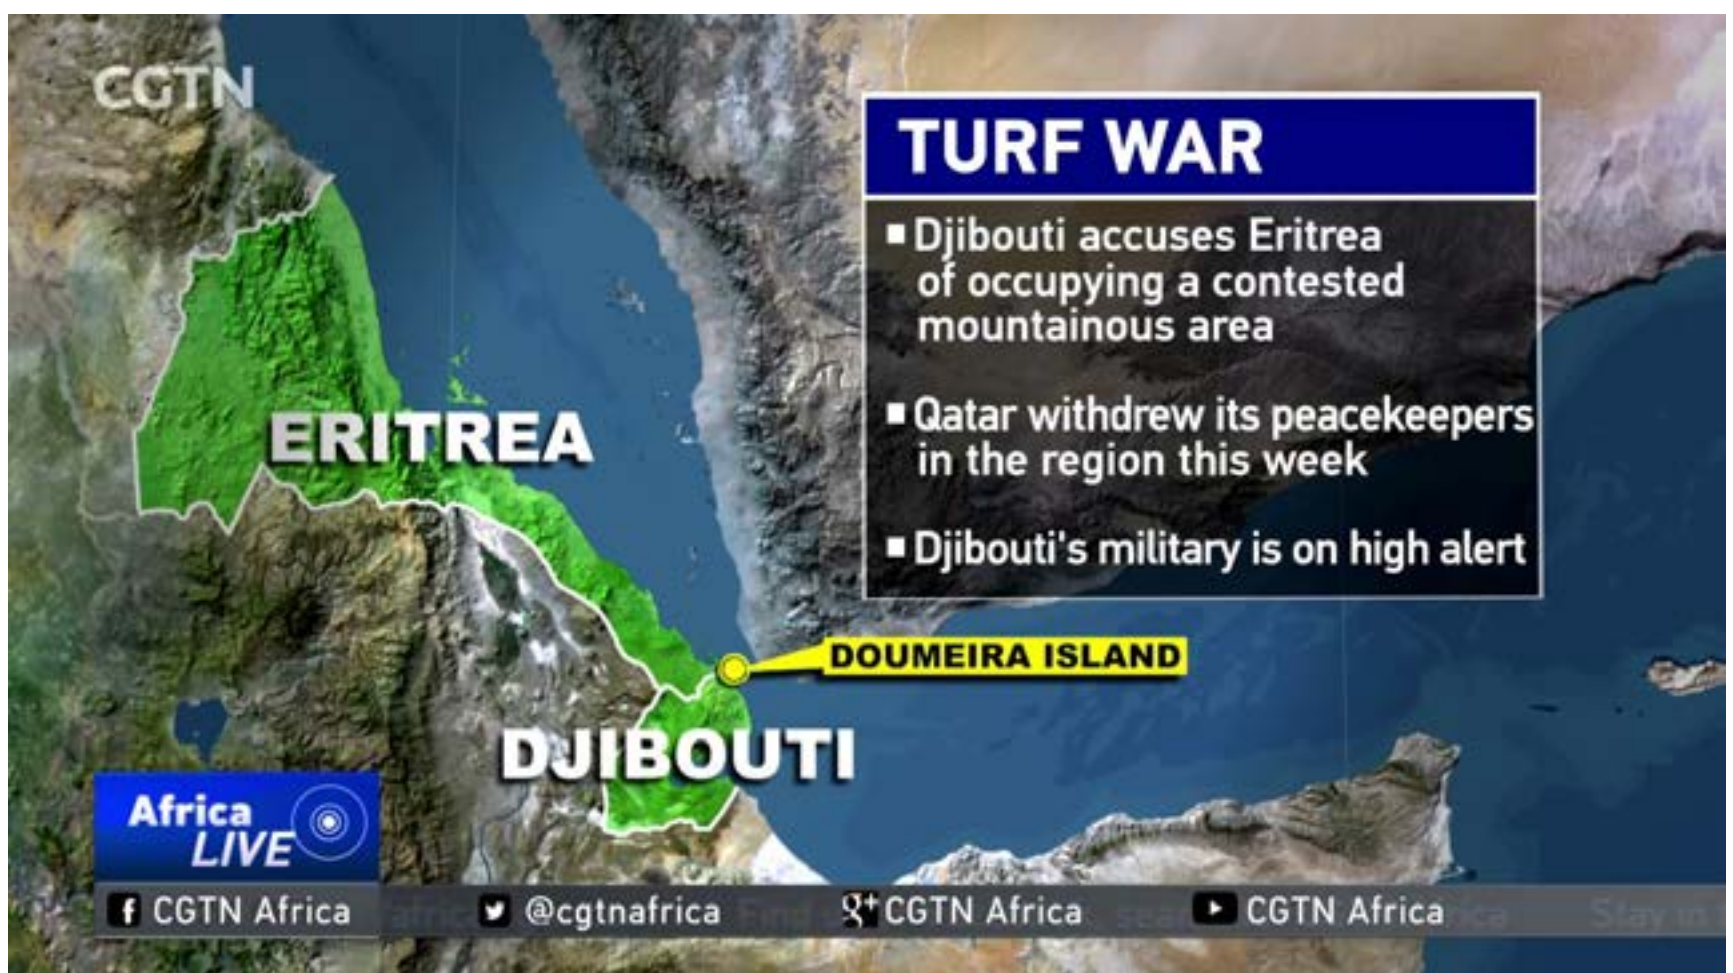 CGTN
TURF WAR
▪ Djibouti accuses Eritrea
of occupying a contested
mountainous area
▪ Qatar withdrew its peacekeepers
in the region this week
▪ Djibouti's military is on high alert
ERITREA
DOUMEIRA ISLAND
DJIBOUTI
Africa
LIVE
f CGTN Africa
@cgtnafrica
g+ CGTN Africa
CGTN Africa